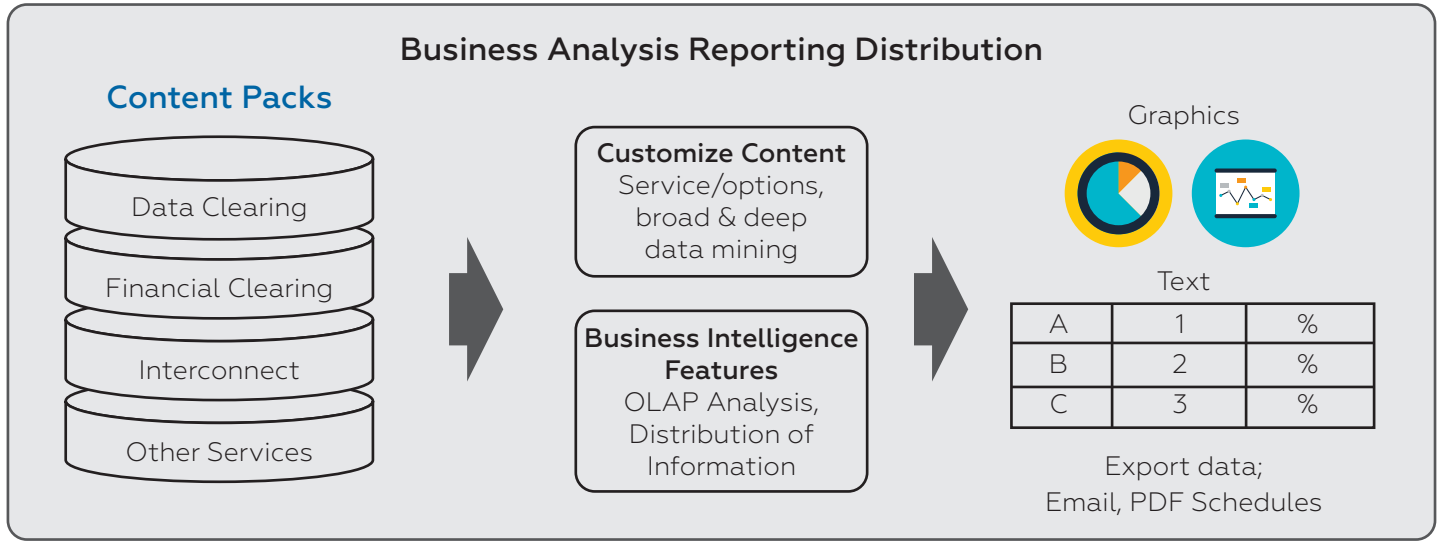 Business Analysis Reporting Distribution
Content Packs
Data Clearing
Financial Clearing
Interconnect
Other Services
Customize Content
Service/options,
broad & deep
data mining
Business Intelligence
Features
OLAP Analysis,
Distribution of
Information
Graphics
Text
A 1 %
B 2 %
C 3 %
Export data;
Email, PDF Schedules